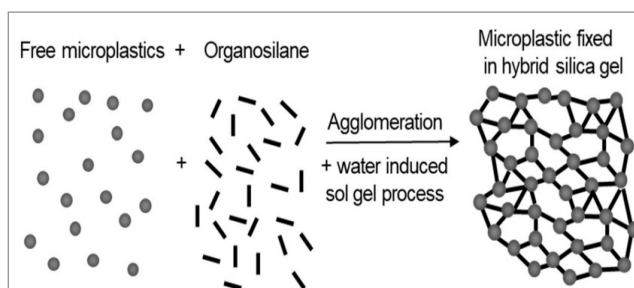 Free microplastics + Organosilane
+
Agglomeration
+ water induced
sol gel process
Microplastic fixed
in hybrid silica gel